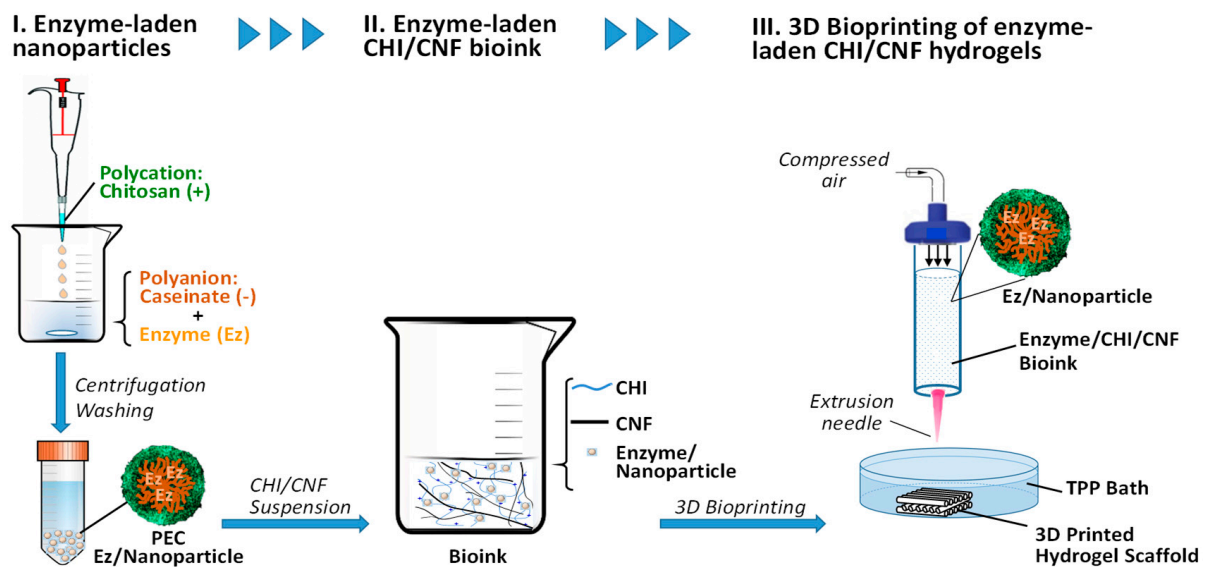 I. Enzyme-laden
nanoparticles
II. Enzyme-laden
CHI/CNF bioink
III. 3D Bioprinting of enzyme-
laden CHI/CNF hydrogels
Polycation:
Chitosan (+)
Polyanion:
Caseinate (-)
+
Enzyme (Ez)
Centrifugation
Washing
Ez
Ez
Ez
PEC
Ez/Nanoparticle
CHI/CNF
Suspension
CHI
CNF
Enzyme/
Nanoparticle
Bioink
3D Bioprinting
Compressed
air
Ez
Ez
Ez
Ez/Nanoparticle
Enzyme/CHI/CNF
Bioink
Extrusion
needle
TPP Bath
3D Printed
Hydrogel Scaffold